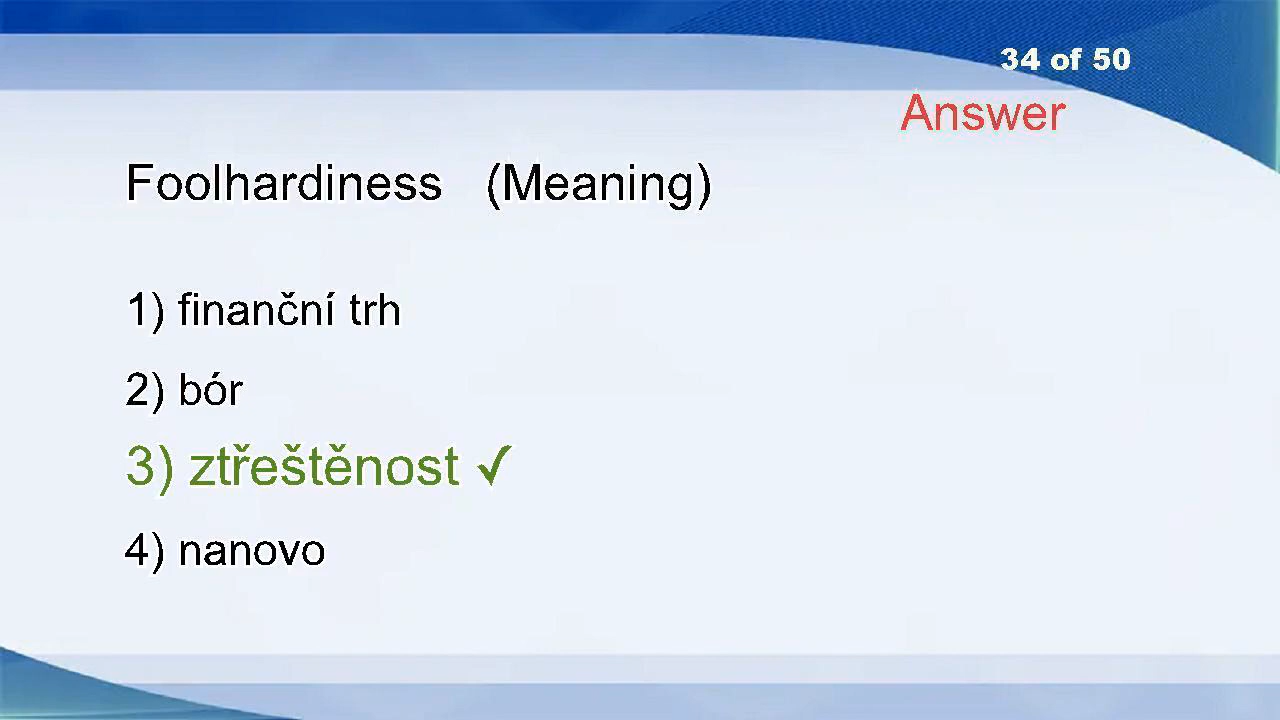 34 of 50
Answer
Foolhardiness (Meaning)
1) finanční trh
2) bór
3) ztřeštěnost ✓
4) nanovo